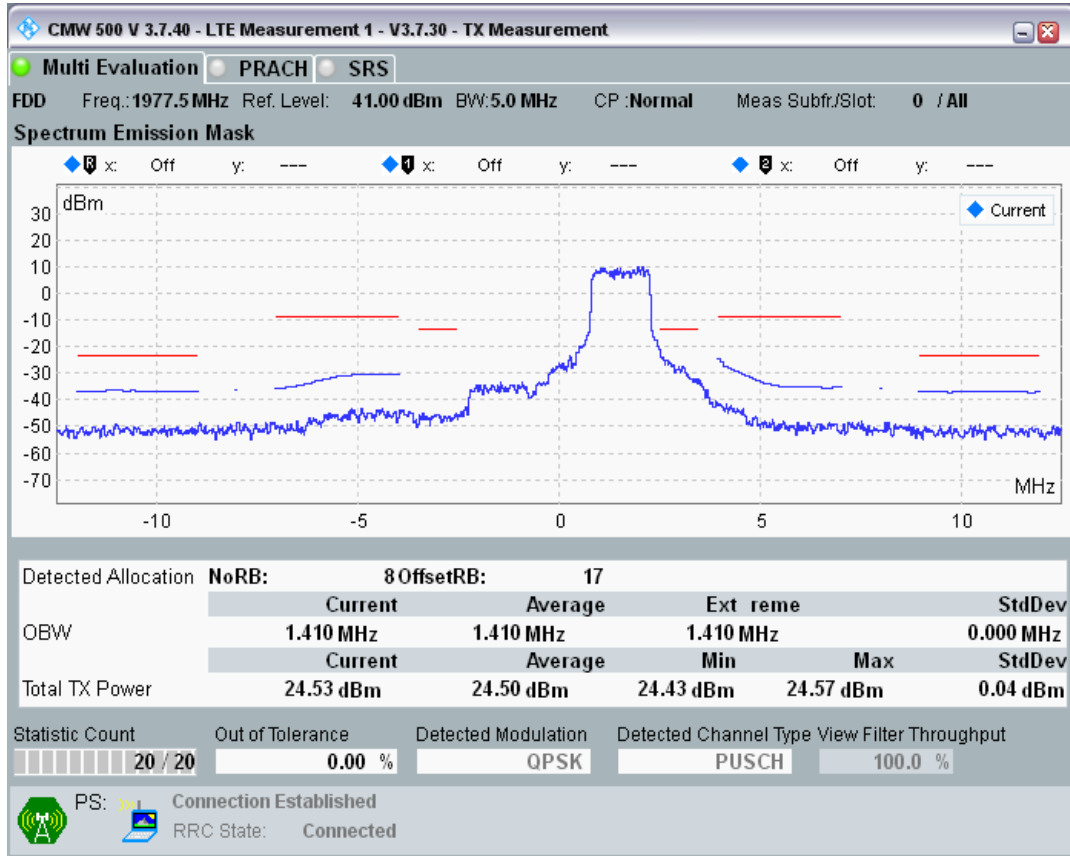 CMW 500 V 3.7.40 - LTE Measurement 1 - V3.7.30 - TX Measurement
Multi Evaluation PRACH SRS
FDD Freq.: 1977.5 MHz Ref. Level: 41.00 dBm BW: 5.0 MHz CP : Normal Meas Subfr./Slot: 0 / All
Spectrum Emission Mask
R x: Off y: --- 1 x: Off y: --- 2 x: Off y: ---
dBm
Current
30
20
10
0
-10
-20
-30
-40
-50
-60
-70
MHz
-10 -5 0 5 10
Detected Allocation NoRB: 8 OffsetRB: 17
Current Average Ext reme StdDev
OBW 1.410 MHz 1.410 MHz 1.410 MHz 0.000 MHz
Current Average Min Max StdDev
Total TX Power 24.53 dBm 24.50 dBm 24.43 dBm 24.57 dBm 0.04 dBm
Statistic Count Out of Tolerance Detected Modulation Detected Channel Type View Filter Throughput
20 / 20 0.00 % QPSK PUSCH 100.0 %
PS: Connection Established
RRC State: Connected